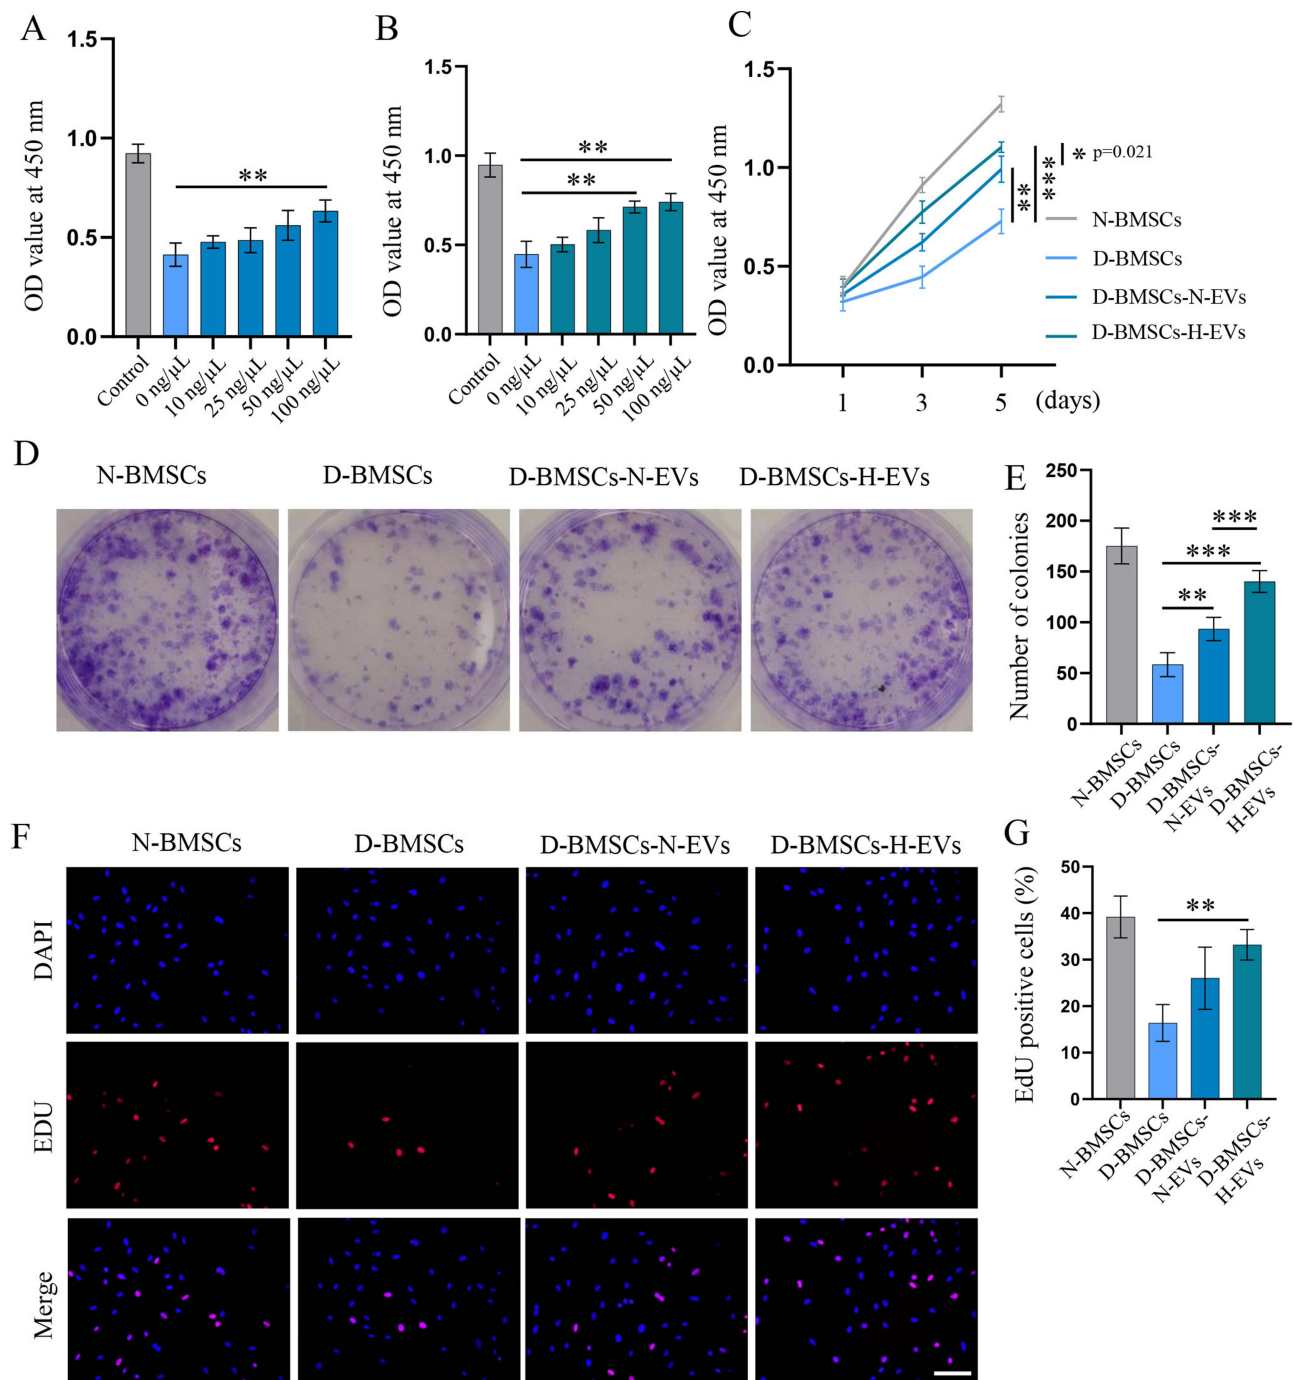 A
OD value at 450 nm
1.5
1.0
0.5
0.0
**
Control
0 ng/μL
10 ng/μL
25 ng/μL
50 ng/μL
100 ng/μL
B
OD value at 450 nm
1.5
1.0
0.5
0.0
**
**
Control
0 ng/μL
10 ng/μL
25 ng/μL
50 ng/μL
100 ng/μL
C
OD value at 450 nm
1.5
1.0
0.5
0.0
1 3 5 (days)
**
***
* p=0.021
N-BMSCs
D-BMSCs
D-BMSCs-N-EVs
D-BMSCs-H-EVs
D
N-BMSCs D-BMSCs D-BMSCs-N-EVs D-BMSCs-H-EVs
E
Number of colonies
250
200
150
100
50
0
***
***
**
N-BMSCs
D-BMSCs
D-BMSCs-
N-EVs
D-BMSCs-
H-EVs
F
N-BMSCs D-BMSCs D-BMSCs-N-EVs D-BMSCs-H-EVs
DAPI
EDU
Merge
G
EdU positive cells (%)
50
40
30
20
10
0
**
N-BMSCs
D-BMSCs
D-BMSCs-
N-EVs
D-BMSCs-
H-EVs